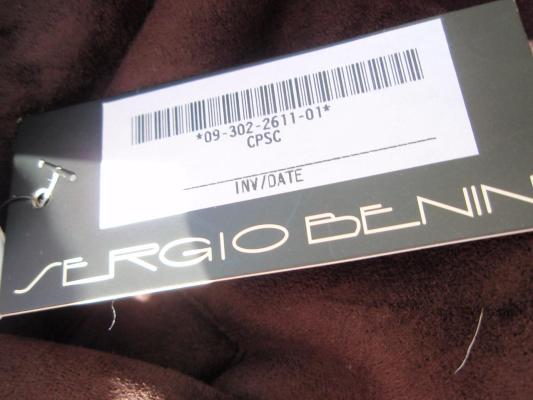 *09-302-2611-01*
CPSC
INV/DATE
SERGIO BENIN